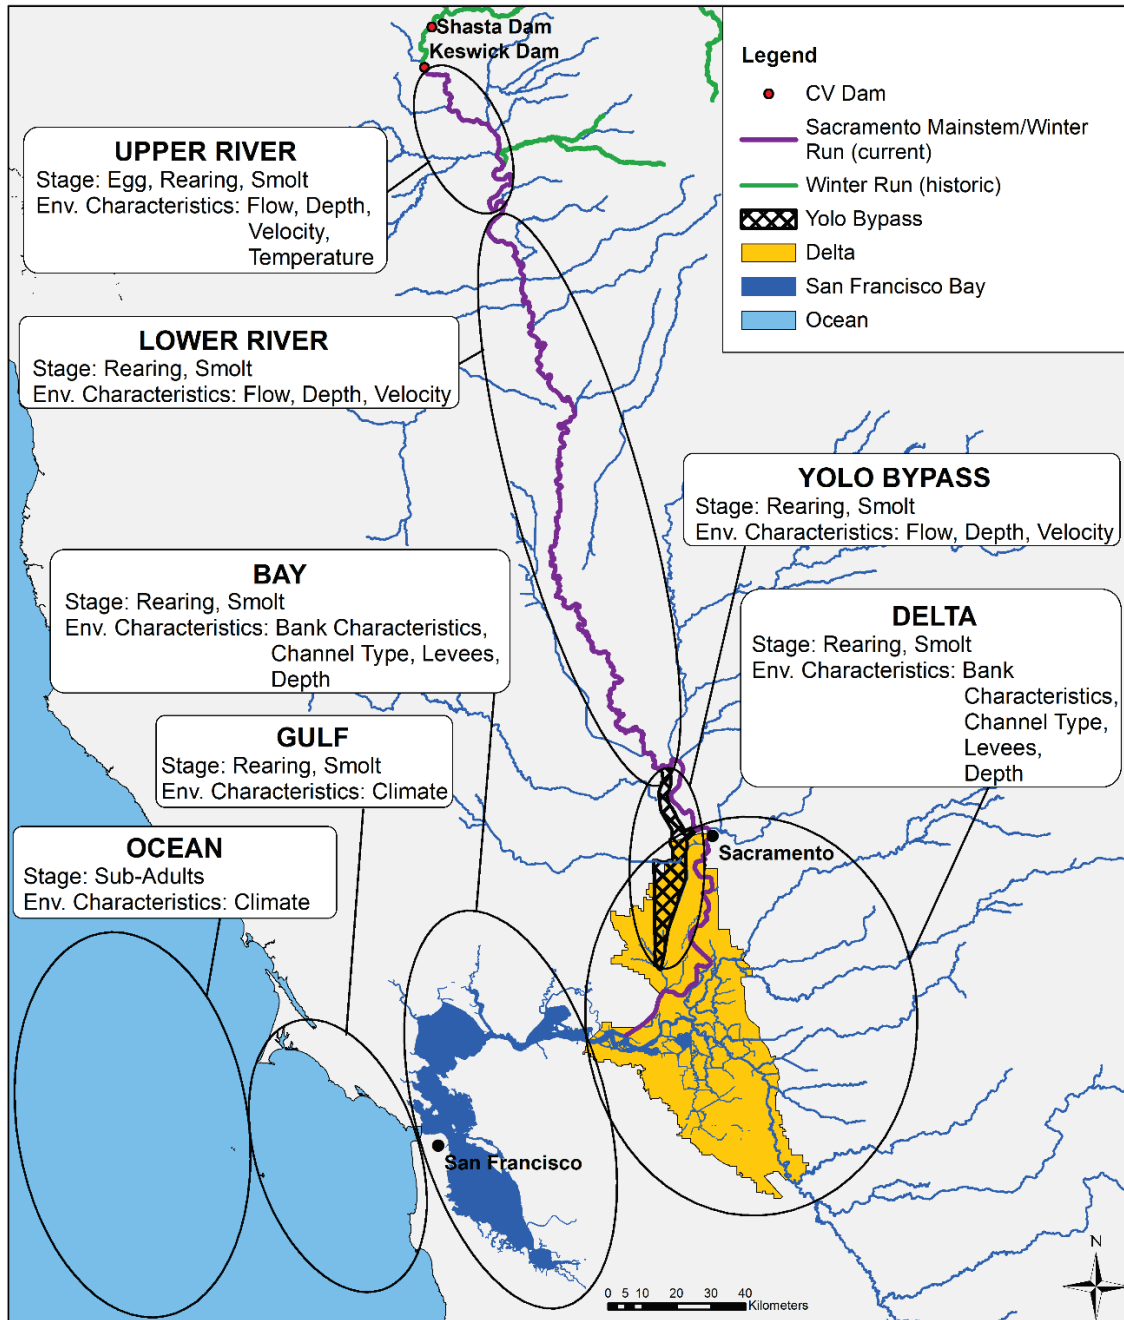 Shasta Dam
Keswick Dam
Legend
CV Dam
Sacramento Mainstem/Winter
Run (current)
Winter Run (historic)
Yolo Bypass
Delta
San Francisco Bay
Ocean
UPPER RIVER
Stage: Egg, Rearing, Smolt
Env. Characteristics: Flow, Depth,
Velocity,
Temperature
LOWER RIVER
Stage: Rearing, Smolt
Env. Characteristics: Flow, Depth, Velocity
YOLO BYPASS
Stage: Rearing, Smolt
Env. Characteristics: Flow, Depth, Velocity
BAY
Stage: Rearing, Smolt
Env. Characteristics: Bank Characteristics,
Channel Type, Levees,
Depth
DELTA
Stage: Rearing, Smolt
Env. Characteristics: Bank
Characteristics,
Channel Type,
Levees,
Depth
GULF
Stage: Rearing, Smolt
Env. Characteristics: Climate
OCEAN
Stage: Sub-Adults
Env. Characteristics: Climate
Sacramento
San Francisco
N
0 5 10 20 30 40
Kilometers